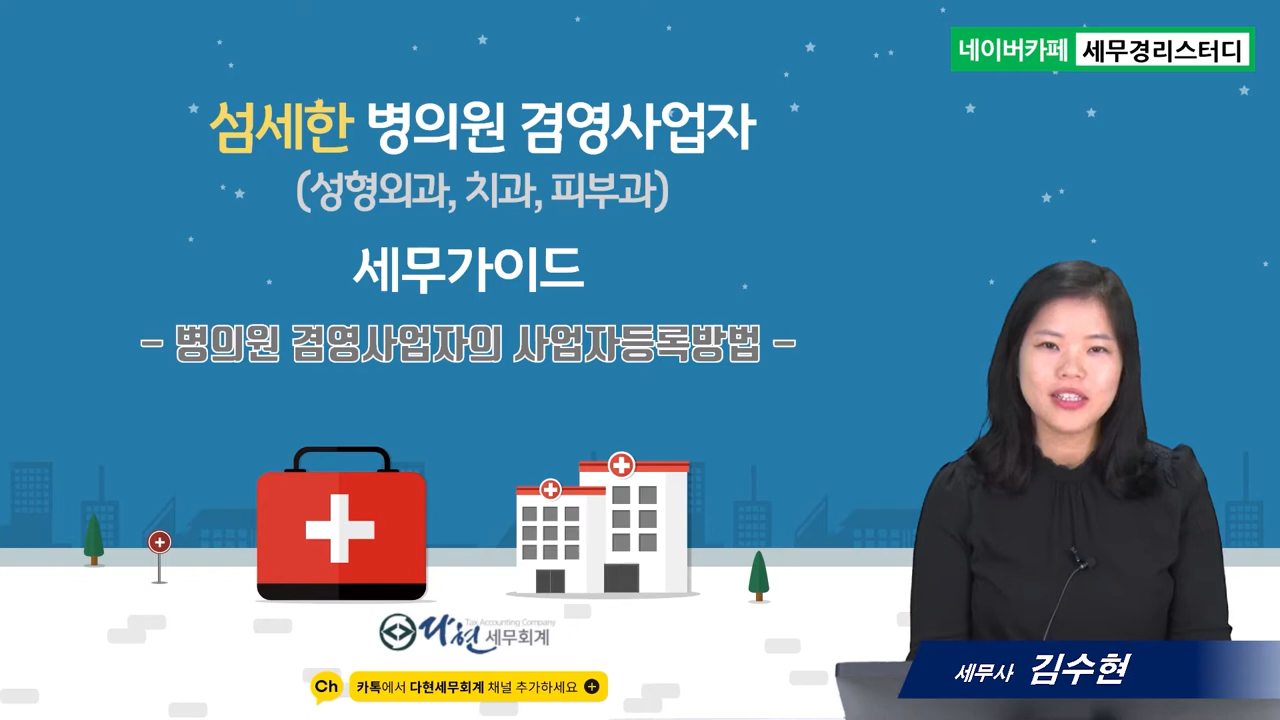 네이버카페 세무경리스터디
섬세한 병의원 겸영사업자
(성형외과, 치과, 피부과)
세무가이드
- 병의원 겸영사업자의 사업자등록방법 -
Tax Accounting Company
다현 세무회계
Ch 카톡에서 다현세무회계 채널 추가하세요
세무사 김수현